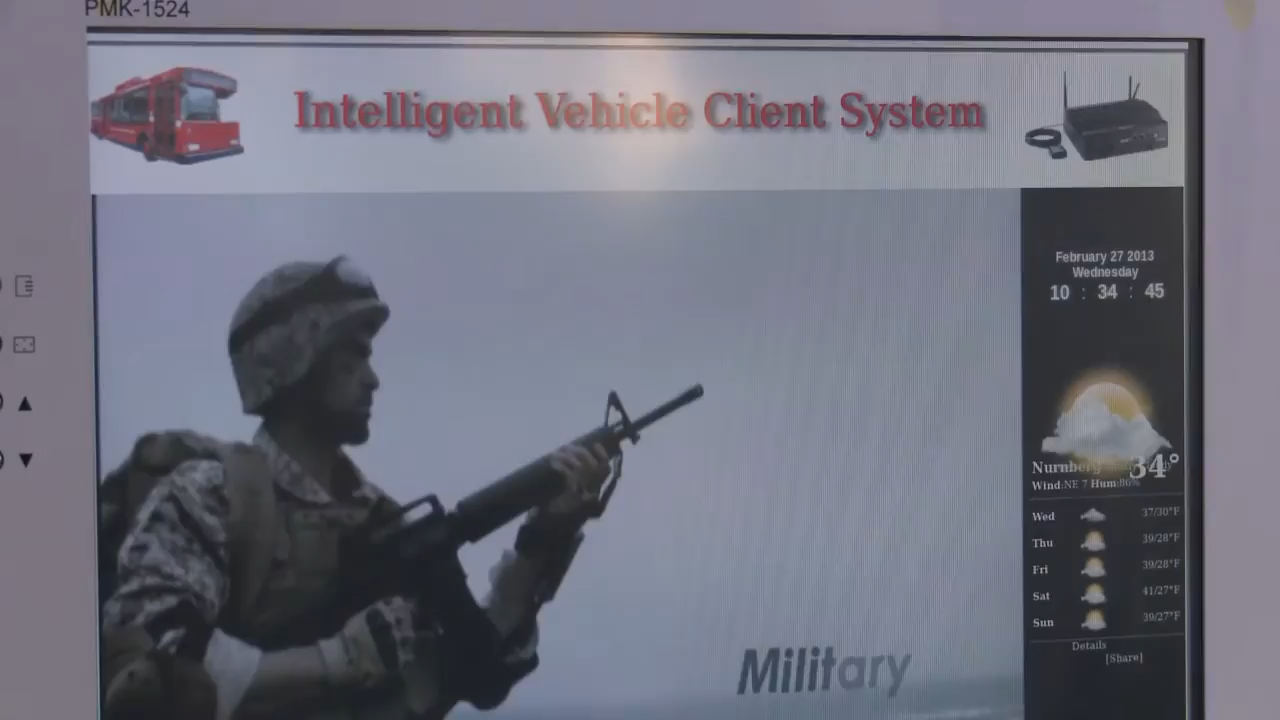 PMK-1524
Intelligent Vehicle Client System
February 27 2013
Wednesday
10 : 34 : 45
Nurnberg
34°
Wind:NE 7 Hum:86%
Wed 37/30°F
Thu 39/28°F
Fri 39/28°F
Sat 41/27°F
Sun 39/27°F
Details
[Share]
Military